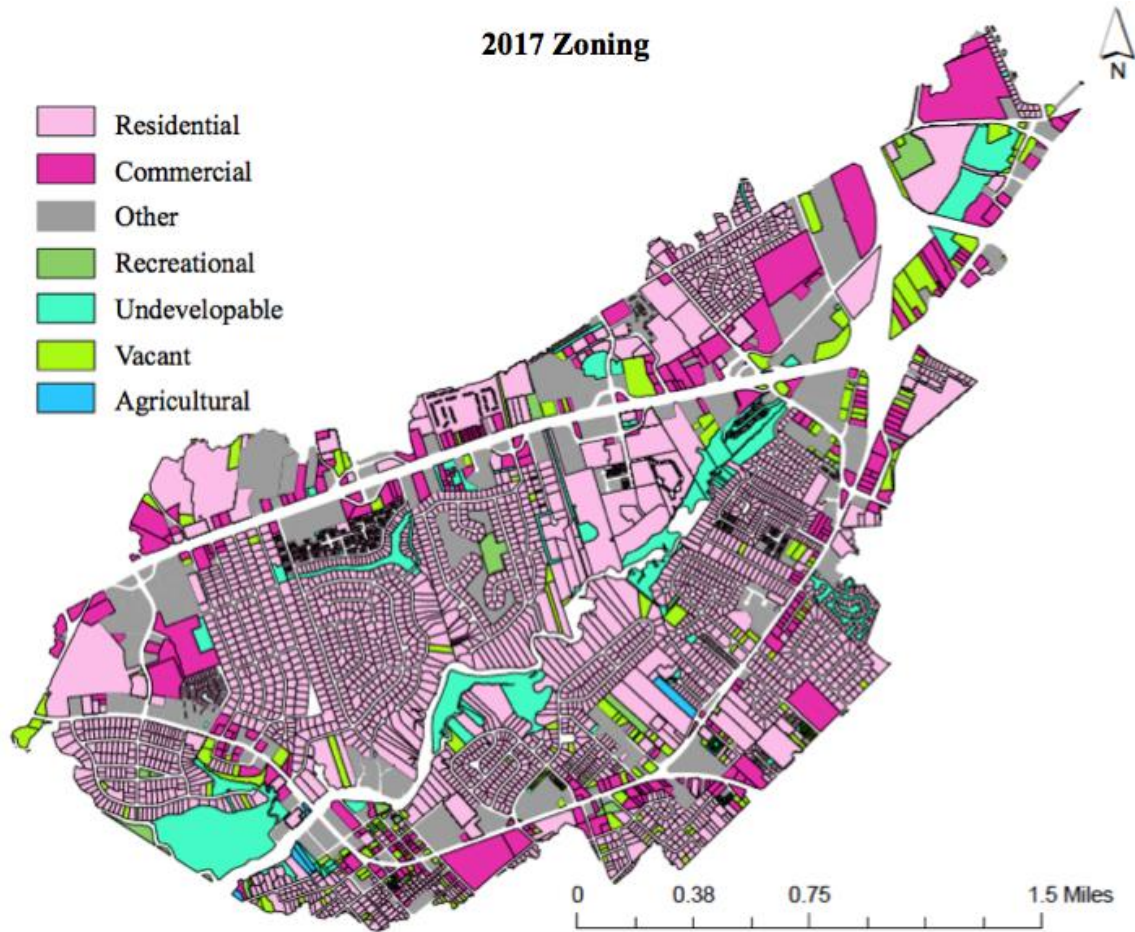 2017 Zoning
N
Residential
Commercial
Other
Recreational
Undevelopable
Vacant
Agricultural
0 0.38 0.75 1.5 Miles